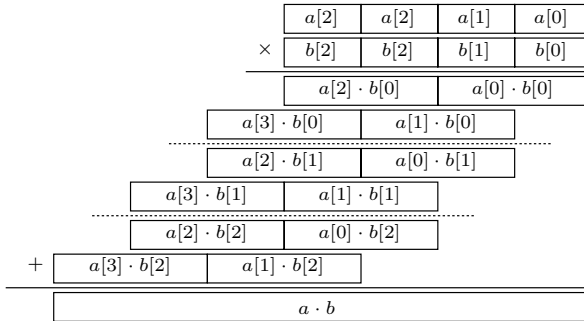 a[2] a[2] a[1] a[0]
× b[2] b[2] b[1] b[0]
a[2] · b[0] a[0] · b[0]
a[3] · b[0] a[1] · b[0]
a[2] · b[1] a[0] · b[1]
a[3] · b[1] a[1] · b[1]
a[2] · b[2] a[0] · b[2]
+ a[3] · b[2] a[1] · b[2]
a · b